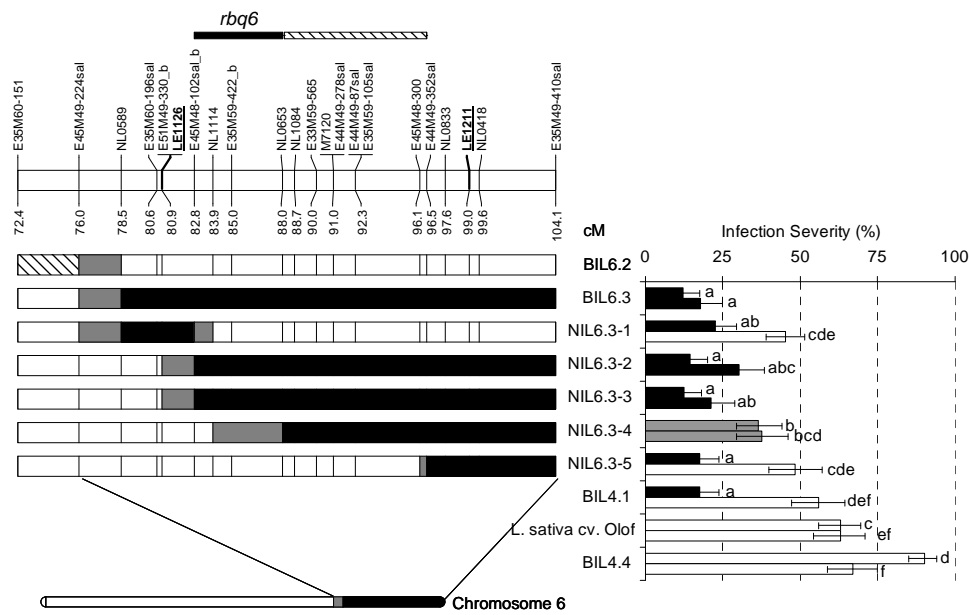 rbq6
E35M60-151
E45M49-224sal
NL0589
E35M60-196sal
E51M49-330_b
LE1126
E45M48-102sal_b
NL1114
E35M59-422_b
NL0653
NL1084
E33M59-565
M7120
E44M49-278sal
E44M49-87sal
E35M59-105sal
E45M48-300
E44M49-352sal
NL0833
LE1211
NL0418
E35M49-410sal
72.4
76.0
78.5
80.6
80.9
82.8
83.9
85.0
88.0
88.7
90.0
91.0
92.3
96.1
96.5
97.6
99.0
99.6
104.1
cM
Infection Severity (%)
0 25 50 75 100
BIL6.2
BIL6.3 a a
NIL6.3-1 ab cde
NIL6.3-2 a abc
NIL6.3-3 a ab
NIL6.3-4 b bcd
NIL6.3-5 a cde
BIL4.1 a def
L. sativa cv. Olof c ef
BIL4.4 d f
Chromosome 6